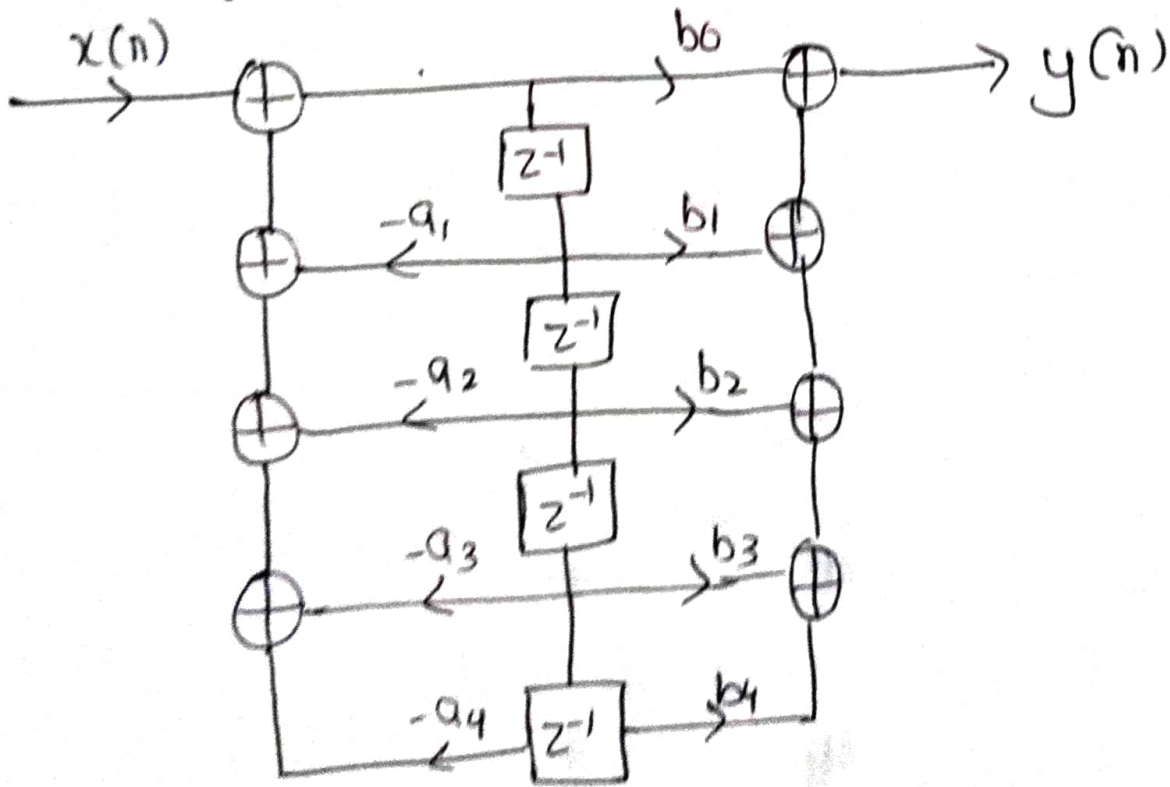 x(n) b0 y(n)
z⁻¹
-a₁ b1
z⁻¹
-a₂ b₂
z⁻¹
-a₃ b3
-a₄ z⁻¹ b4